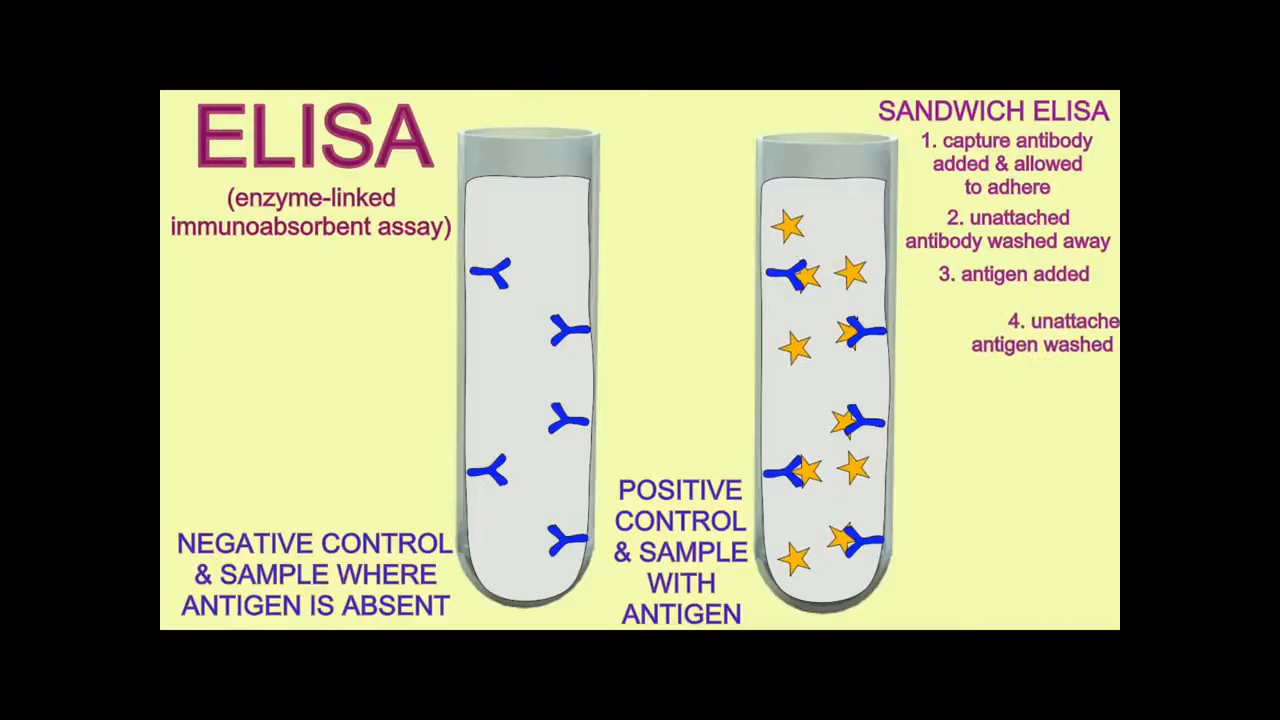 ELISA
(enzyme-linked
immunoabsorbent assay)
NEGATIVE CONTROL
& SAMPLE WHERE
ANTIGEN IS ABSENT
POSITIVE
CONTROL
& SAMPLE
WITH
ANTIGEN
SANDWICH ELISA
1. capture antibody
added & allowed
to adhere
2. unattached
antibody washed away
3. antigen added
4. unattache
antigen washed